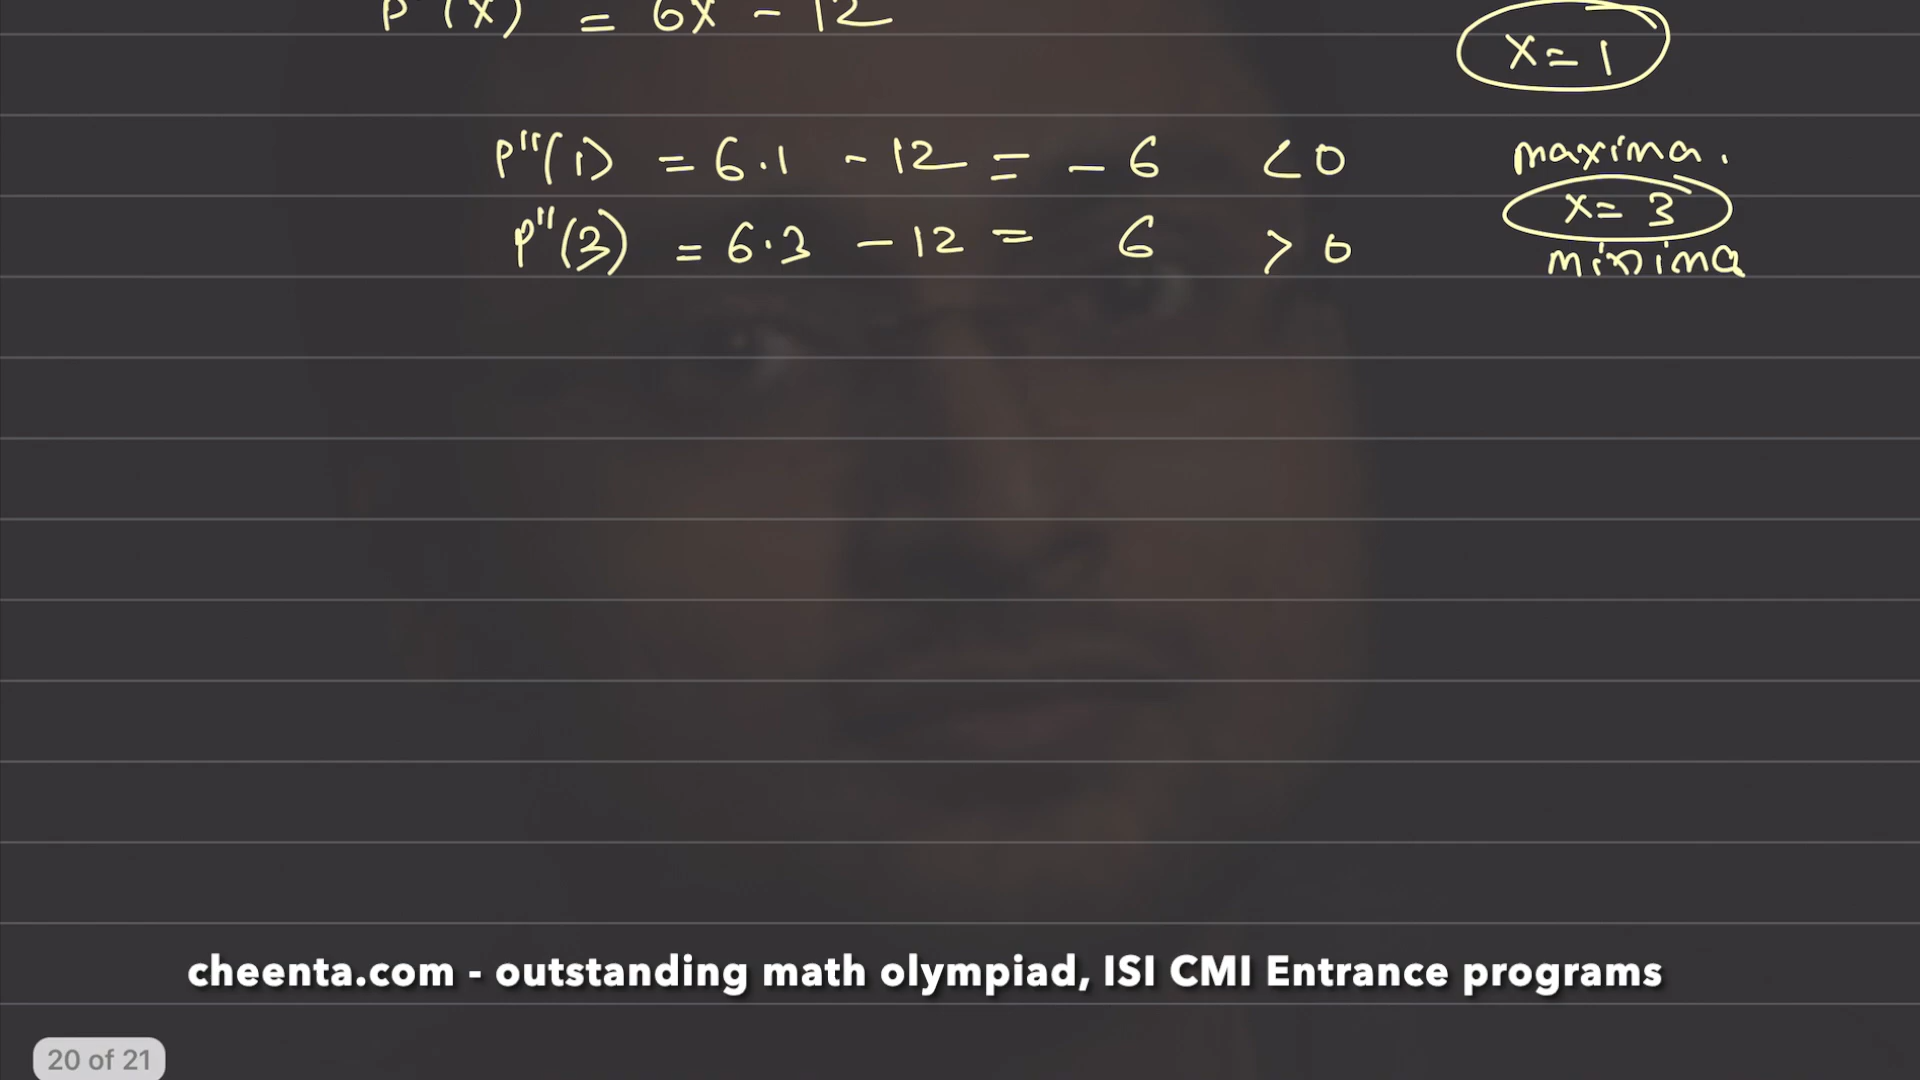 P''(x) = 6x - 12
x = 1
P''(1) = 6.1 - 12 = - 6 < 0 maxima.
x = 3
P''(3) = 6.3 - 12 = 6 > 0 minima
cheenta.com - outstanding math olympiad, ISI CMI Entrance programs
20 of 21